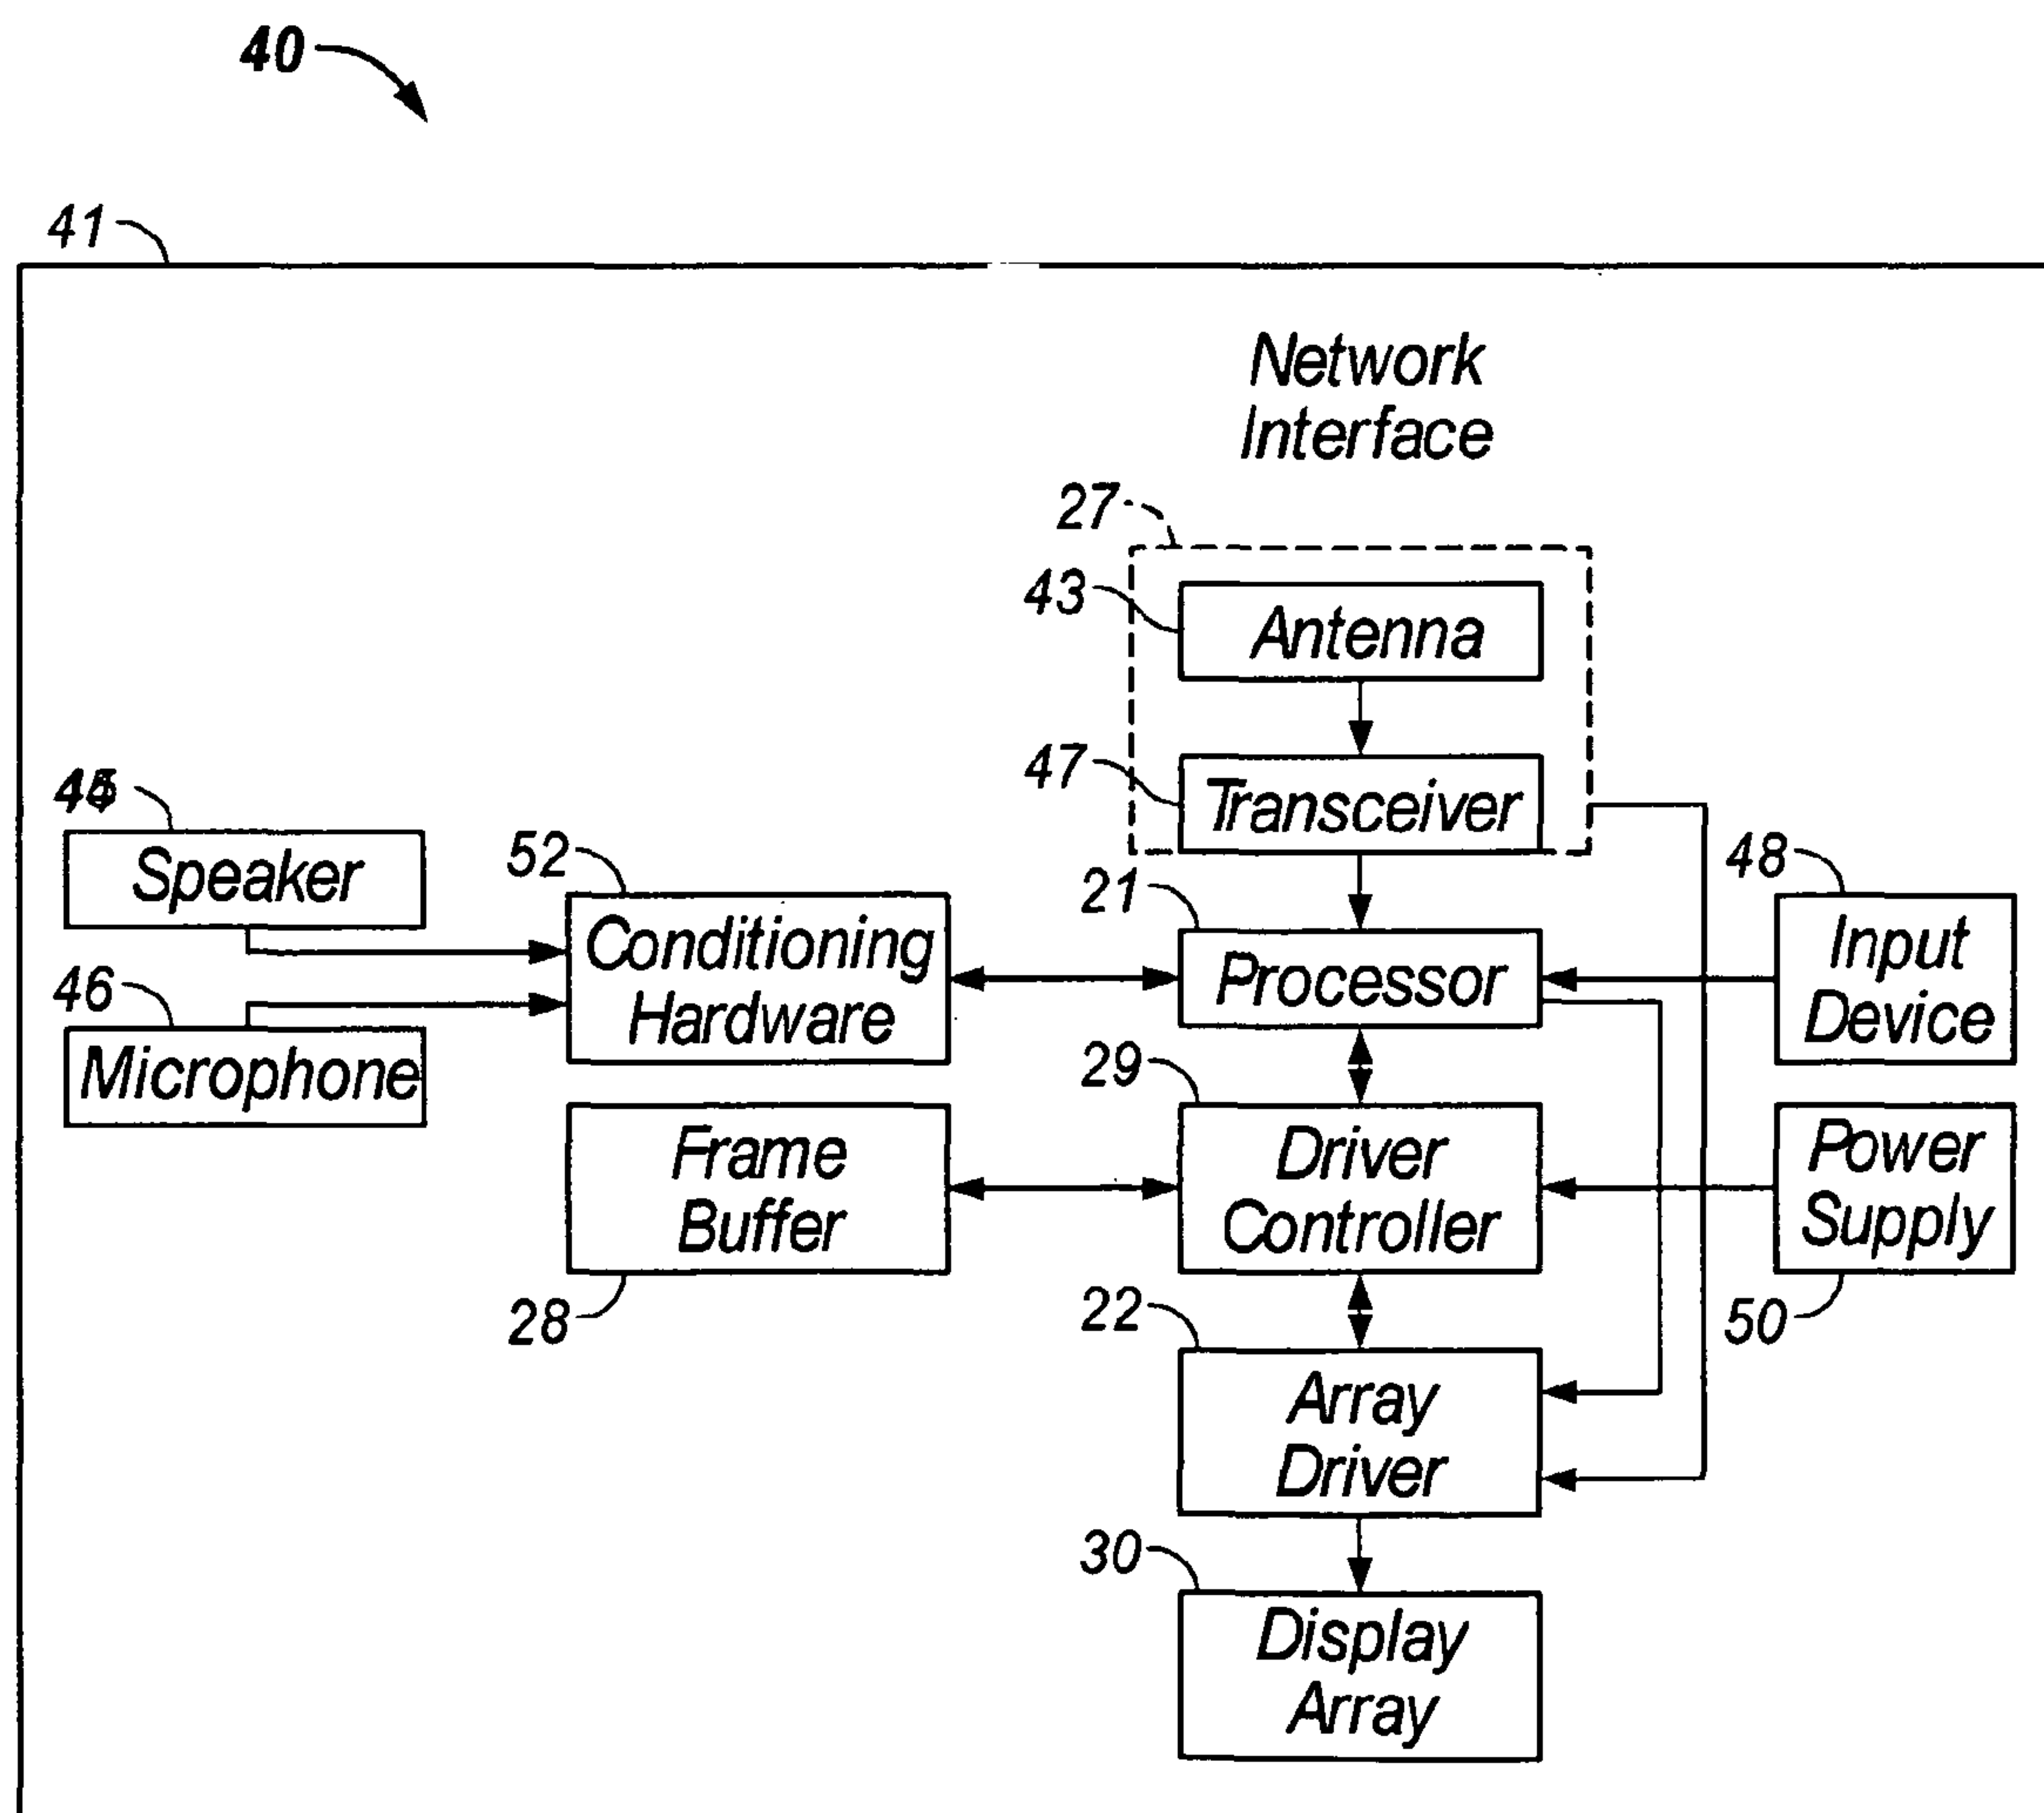 40
41
Network
Interface
27
43
Antenna
47
Transceiver
Speaker
52
Conditioning
Hardware
21
Processor
48
Input
Device
46
Microphone
29
Driver
Controller
Frame
Buffer
28
Power
Supply
50
22
Array
Driver
30
Display
Array